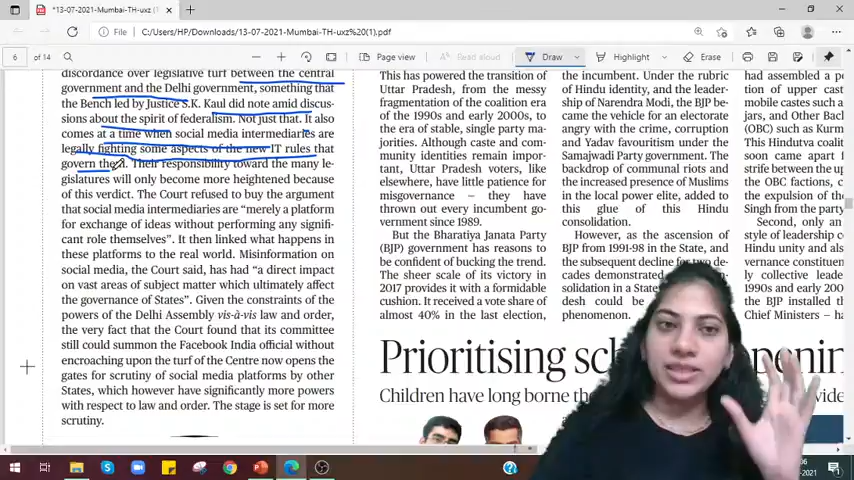 *13-07-2021-Mumbai-TH-uxz (1).p
File
C:/Users/HP/Downloads/13-07-2021-Mumbai-TH-uxz%20(1).pdf
6 of 14
Page view
Read aloud
Draw
Highlight
Erase
discordance over legislative turf between the central
government and the Delhi government, something that
the Bench led by Justice S.K. Kaul did note amid discus-
sions about the spirit of federalism. Not just that. It also
comes at a time when social media intermediaries are
legally fighting some aspects of the new IT rules that
govern them. Their responsibility toward the many le-
gislatures will only become more heightened because
of this verdict. The Court refused to buy the argument
that social media intermediaries are “merely a platform
for exchange of ideas without performing any signifi-
cant role themselves”. It then linked what happens in
these platforms to the real world. Misinformation on
social media, the Court said, has had “a direct impact
on vast areas of subject matter which ultimately affect
the governance of States”. Given the constraints of the
powers of the Delhi Assembly vis-à-vis law and order,
the very fact that the Court found that its committee
still could summon the Facebook India official without
encroaching upon the turf of the Centre now opens the
gates for scrutiny of social media platforms by other
States, which however have significantly more powers
with respect to law and order. The stage is set for more
scrutiny.
This has powered the transition of
Uttar Pradesh, from the messy
fragmentation of the coalition era
of the 1990s and early 2000s, to
the era of stable, single party ma-
jorities. Although caste and com-
munity identities remain impor-
tant, Uttar Pradesh voters, like
elsewhere, have little patience for
misgovernance — they have
thrown out every incumbent go-
vernment since 1989.
But the Bharatiya Janata Party
(BJP) government has reasons to
be confident of bucking the trend.
The sheer scale of its victory in
2017 provides it with a formidable
cushion. It received a vote share of
almost 40% in the last election,
the incumbent. Under the rubric
of Hindu identity, and the leader-
ship of Narendra Modi, the BJP
became the vehicle for an electorate
angry with the crime, corruption
and Yadav favouritism under the
Samajwadi Party government. The
backdrop of communal riots and
the increased presence of Muslims
in the local power elite, added to
this glue of this Hindu
consolidation.
However, as the ascension of
BJP from 1991-98 in the State, and
the subsequent decline for two de-
cades demonstrated
solidation in a State
desh could be
phenomenon.
had assembled a
tion of upper cast
mobile castes such a
jars, and Other Back
(OBC) such as Kurm
This Hindutva coalit
soon came apart
strife between the up
the OBC factions,
the expulsion of the
Singh from the party
Second, only an
style of leadership
Hindu unity and als
vernance constituen
ly collective leade
1990s and early 200
the BJP installed
Chief Ministers — ha
Prioritising
Children have long borne the
2021